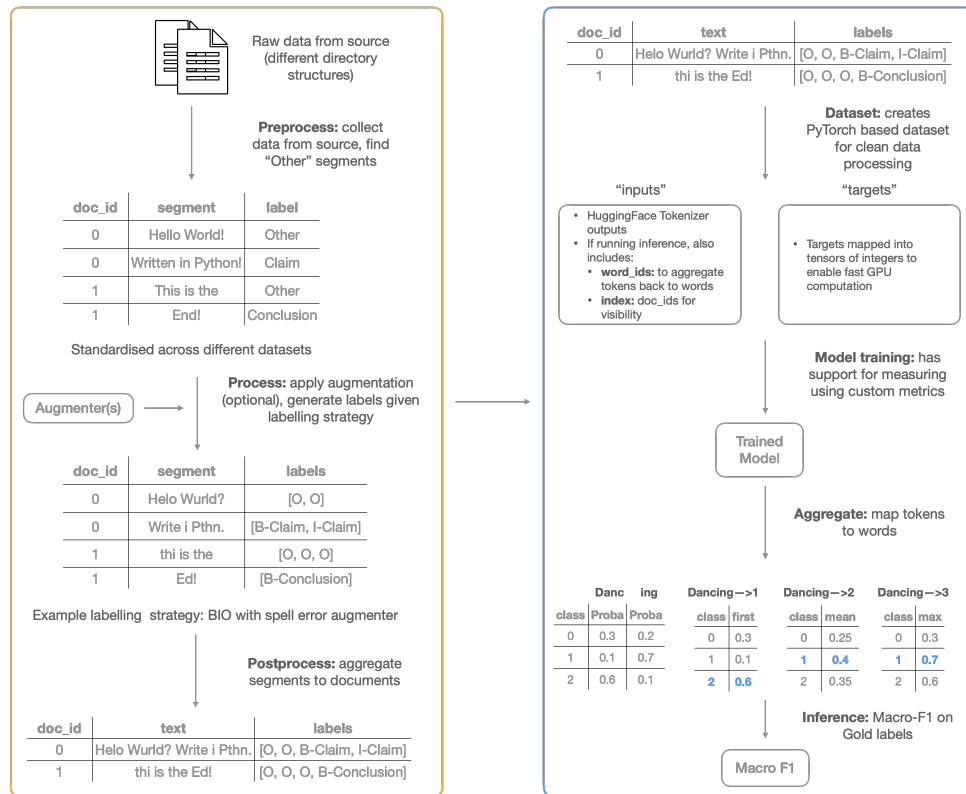 Raw data from source
(different directory
structures)
Preprocess: collect
data from source, find
“Other” segments
doc_id segment label
0 Hello World! Other
0 Written in Python! Claim
1 This is the Other
1 End! Conclusion
Standardised across different datasets
Augmenter(s)
Process: apply augmentation
(optional), generate labels given
labelling strategy
doc_id segment labels
0 Helo Wurld? [O, O]
0 Write i Pthn. [B-Claim, I-Claim]
1 thi is the [O, O, O]
1 Ed! [B-Conclusion]
Example labelling strategy: BIO with spell error augmenter
Postprocess: aggregate
segments to documents
doc_id text labels
0 Helo Wurld? Write i Pthn. [O, O, B-Claim, I-Claim]
1 thi is the Ed! [O, O, O, B-Conclusion]
doc_id text labels
0 Helo Wurld? Write i Pthn. [O, O, B-Claim, I-Claim]
1 thi is the Ed! [O, O, O, B-Conclusion]
Dataset: creates
PyTorch based dataset
for clean data
processing
“inputs”
• HuggingFace Tokenizer
outputs
• If running inference, also
includes:
• word_ids: to aggregate
tokens back to words
• index: doc_ids for
visibility
“targets”
• Targets mapped into
tensors of integers to
enable fast GPU
computation
Model training: has
support for measuring
using custom metrics
Trained
Model
Aggregate: map tokens
to words
Danc ing
class Proba Proba
0 0.3 0.2
1 0.1 0.7
2 0.6 0.1
Dancing—>1
class first
0 0.3
1 0.1
2 0.6
Dancing—>2
class mean
0 0.25
1 0.4
2 0.35
Dancing—>3
class max
0 0.3
1 0.7
2 0.6
Inference: Macro-F1 on
Gold labels
Macro F1